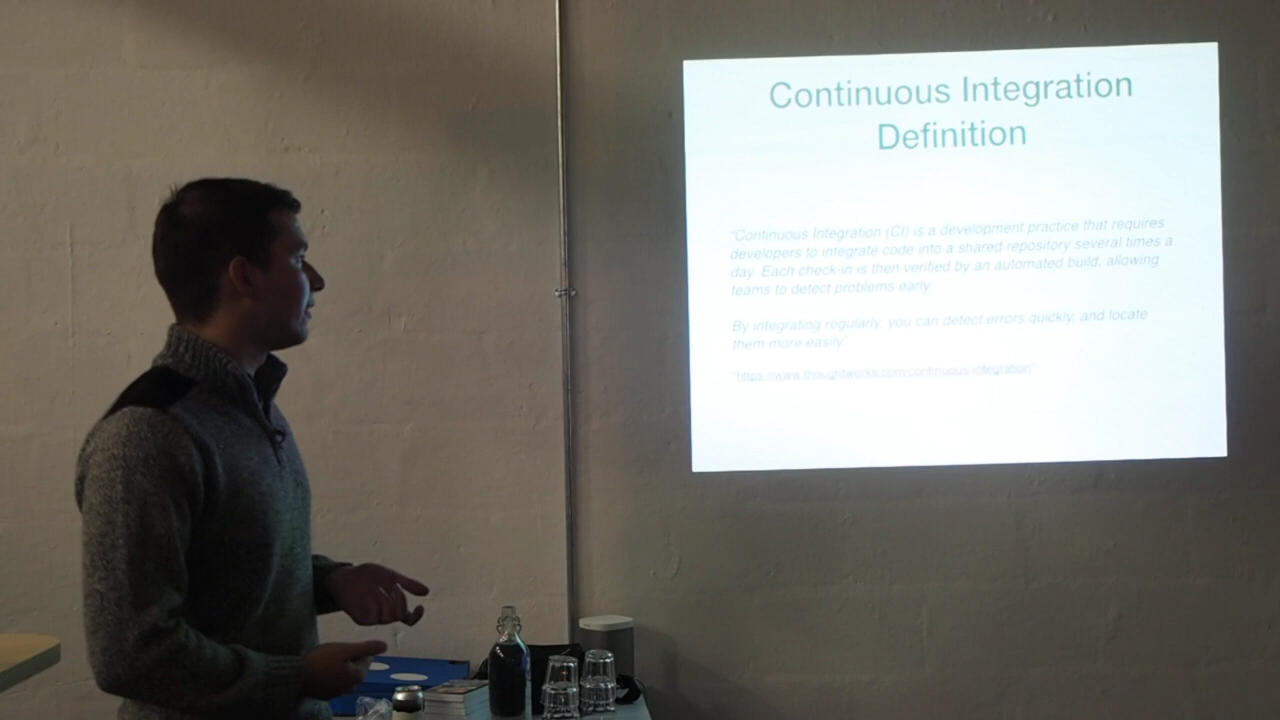 Continuous Integration
Definition
"Continuous Integration (CI) is a development practice that requires
developers to integrate code into a shared repository several times a
day. Each check-in is then verified by an automated build, allowing
teams to detect problems early.
By integrating regularly, you can detect errors quickly, and locate
them more easily"
"https://www.thoughtworks.com/continuous-integration"